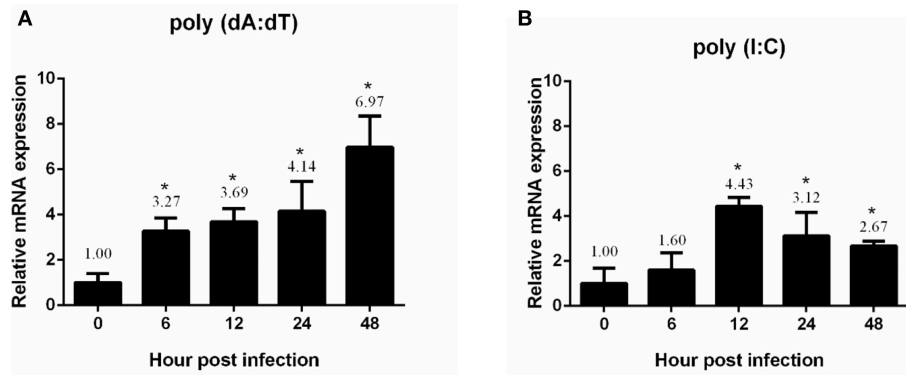 A
poly (dA:dT)
Relative mRNA expression
10
8
6
4
2
0
1.00
*
3.27
*
3.69
*
4.14
*
6.97
0 6 12 24 48
Hour post infection
B
poly (I:C)
Relative mRNA expression
10
8
6
4
2
0
1.00
1.60
*
4.43
*
3.12
*
2.67
0 6 12 24 48
Hour post infection